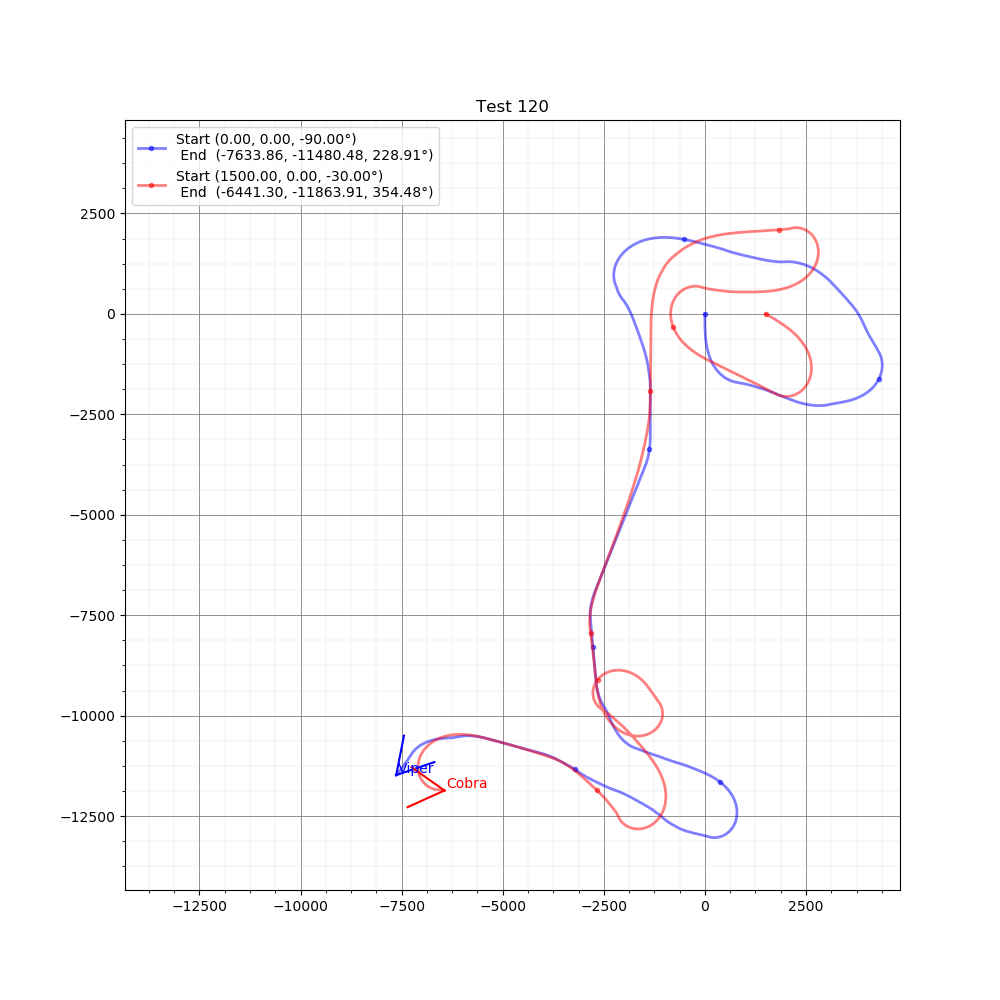 Test 120
Start (0.00, 0.00, -90.00°)
End (-7633.86, -11480.48, 228.91°)
Start (1500.00, 0.00, -30.00°)
End (-6441.30, -11863.91, 354.48°)
2500
0
−2500
−5000
−7500
−10000
−12500
Viper
Cobra
−12500
−10000
−7500
−5000
−2500
0
2500